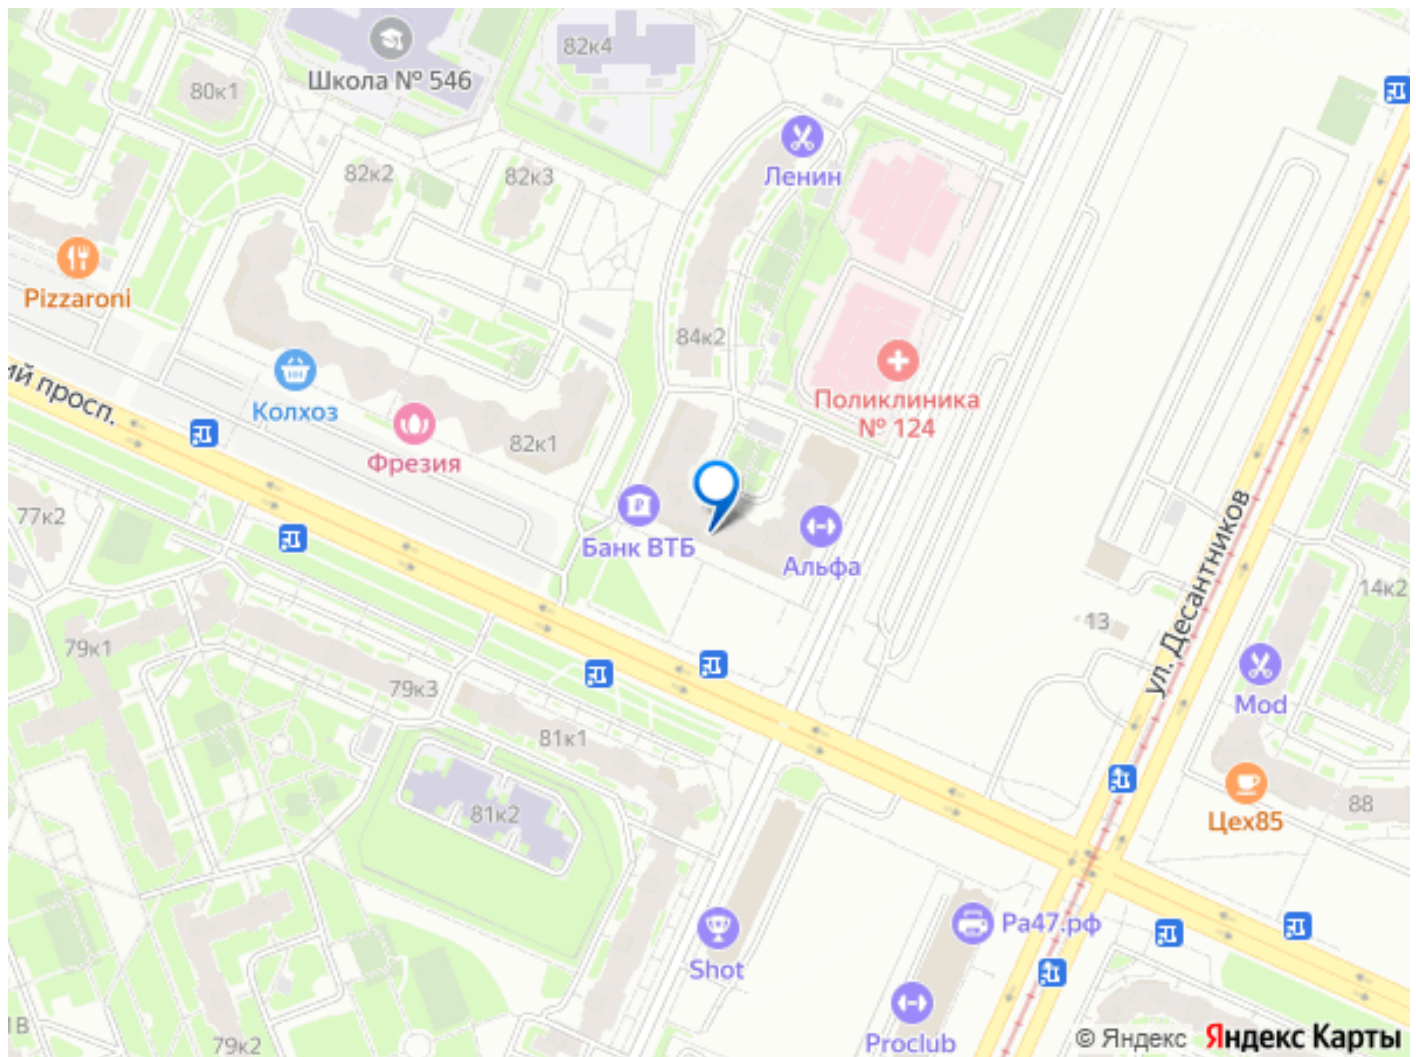 82к4
Школа № 546
80к1
82к2
82к3
Ленин
Pizzaroni
84к2
Колхоз
Поликлиника
№ 124
ий просп.
Фрезия
82к1
77к2
Банк ВТБ
Альфа
ул. Десантников
14к2
13
79к1
79к3
Mod
81к1
81к2
88
Цех85
Shot
Ра47.рф
1В
79к2
Proclub
© Яндекс Яндекс Карты